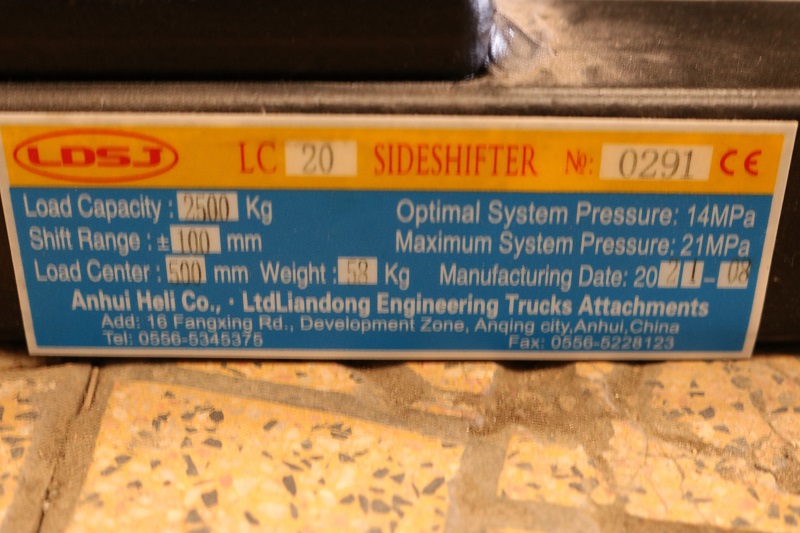 LDSJ LC 20 SIDESHIFTER №: 0291 CE
Load Capacity : 2500 Kg Optimal System Pressure: 14MPa
Shift Range : ± 100 mm Maximum System Pressure: 21MPa
Load Center : 500 mm Weight : 58 Kg Manufacturing Date: 2021-08
Anhui Heli Co., · LtdLiandong Engineering Trucks Attachments
Add: 16 Fangxing Rd., Development Zone, Anqing city,Anhui,China
Tel: 0556-5345375 Fax: 0556-5228123